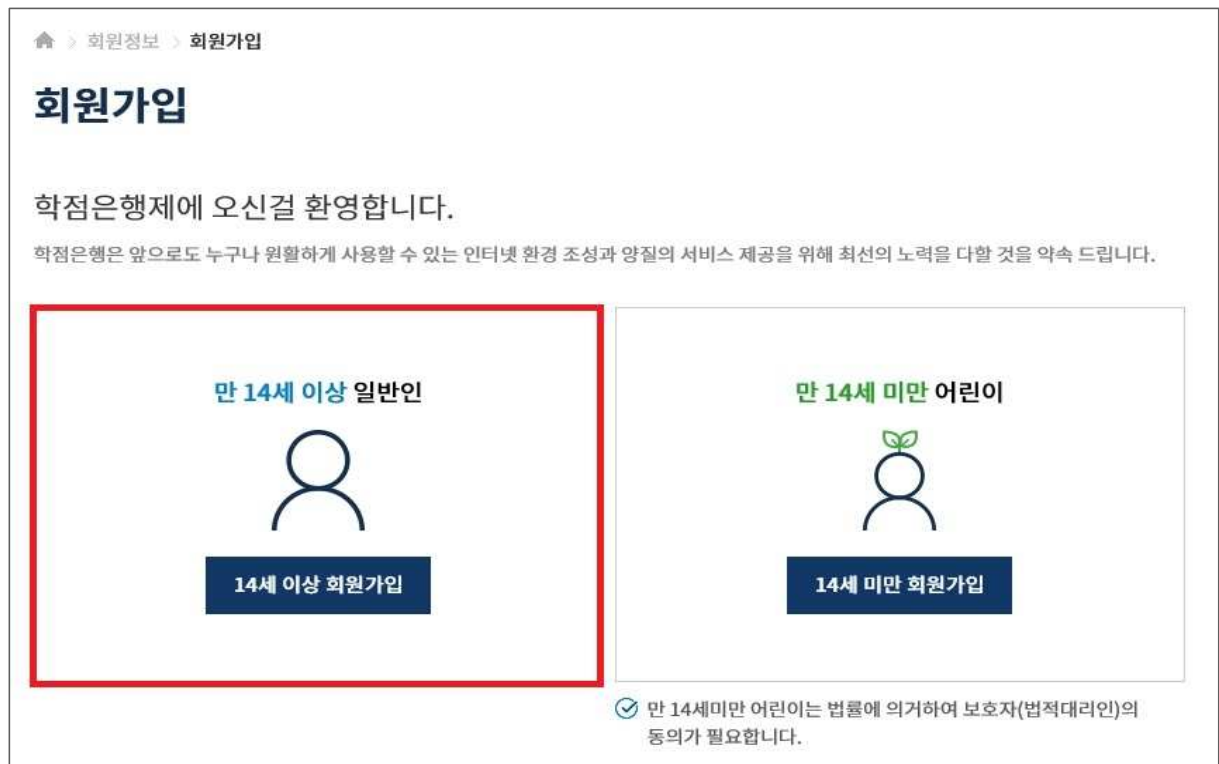 회원정보 > 회원가입
회원가입
학점은행제에 오신걸 환영합니다.
학점은행은 앞으로도 누구나 원활하게 사용할 수 있는 인터넷 환경 조성과 양질의 서비스 제공을 위해 최선의 노력을 다할 것을 약속 드립니다.
만 14세 이상 일반인
14세 이상 회원가입
만 14세 미만 어린이
14세 미만 회원가입
만 14세미만 어린이는 법률에 의거하여 보호자(법적대리인)의
동의가 필요합니다.